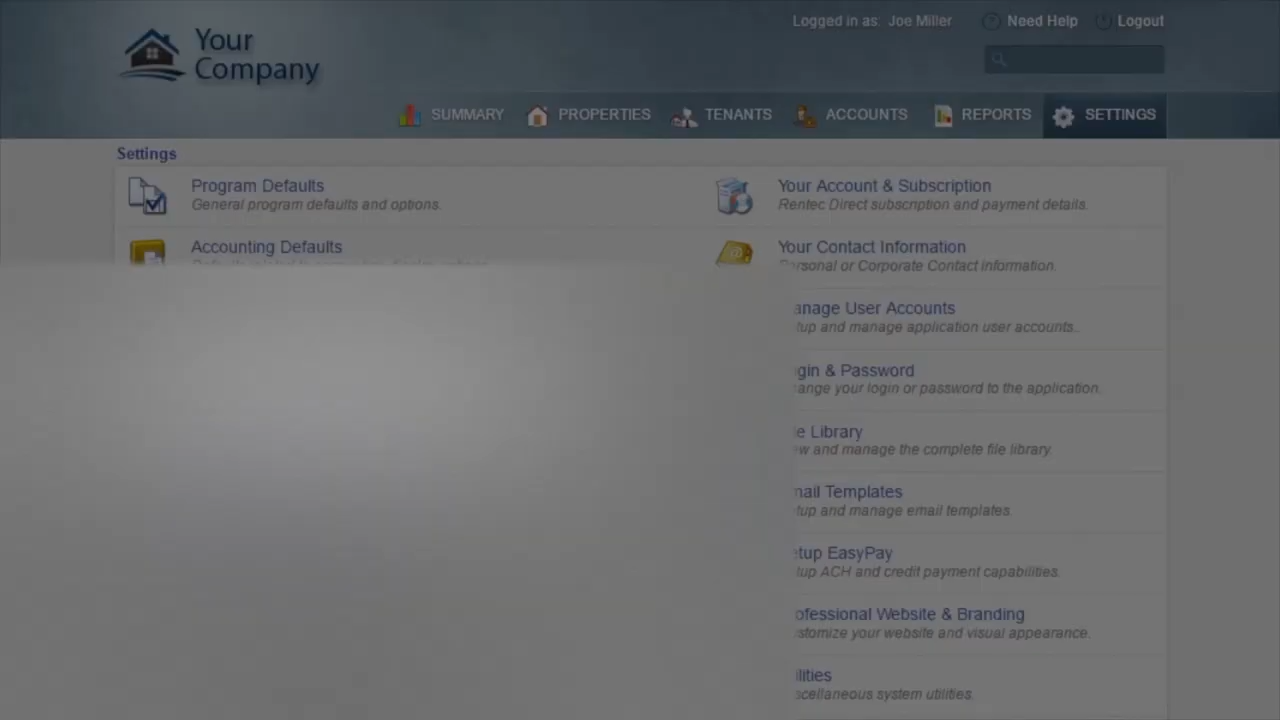 Logged in as: Joe Miller
Need Help
Logout
Your
Company
SUMMARY
PROPERTIES
TENANTS
ACCOUNTS
REPORTS
SETTINGS
Settings
Program Defaults
General program defaults and options.
Your Account & Subscription
Rentec Direct subscription and payment details.
Accounting Defaults
Your Contact Information
Personal or Corporate Contact information.
anage User Accounts
tup and manage application user accounts..
gin & Password
ange your login or password to the application.
e Library
ew and manage the complete file library.
mail Templates
tup and manage email templates.
etup EasyPay
tup ACH and credit payment capabilities.
ofessional Website & Branding
stomize your website and visual appearance.
ilities
scellaneous system utilities.